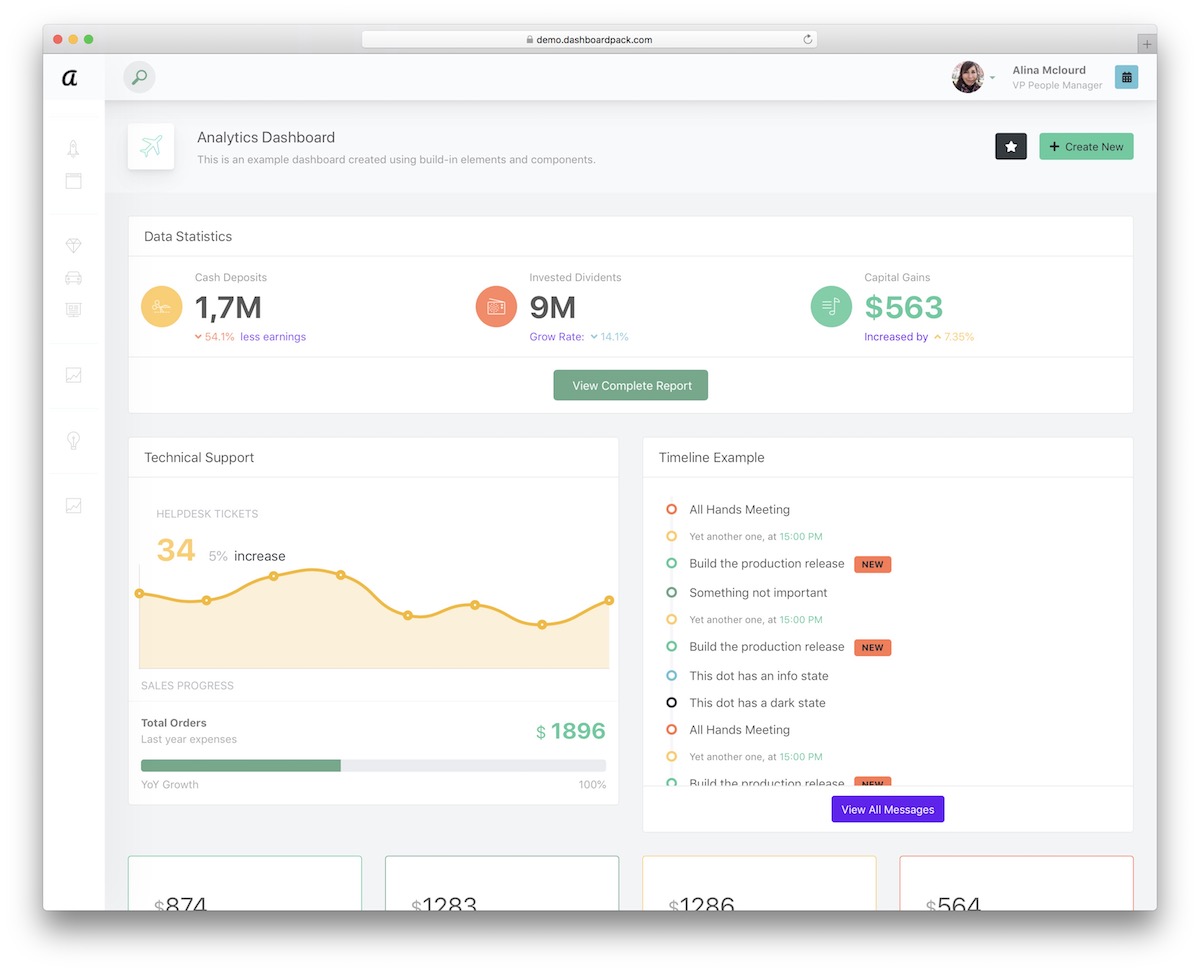 demo.dashboardpack.com
a
Alina Mclourd
VP People Manager
Analytics Dashboard
This is an example dashboard created using build-in elements and components.
+ Create New
Data Statistics
Cash Deposits
1,7M
54.1% less earnings
Invested Dividents
9M
Grow Rate: 14.1%
Capital Gains
$563
Increased by 7.35%
View Complete Report
Technical Support
HELPDESK TICKETS
34 5% increase
SALES PROGRESS
Total Orders
Last year expenses
$ 1896
YoY Growth 100%
Timeline Example
All Hands Meeting
Yet another one, at 15:00 PM
Build the production release NEW
Something not important
Yet another one, at 15:00 PM
Build the production release NEW
This dot has an info state
This dot has a dark state
All Hands Meeting
Yet another one, at 15:00 PM
Build the production release NEW
View All Messages
$874 $1283 $1286 $564